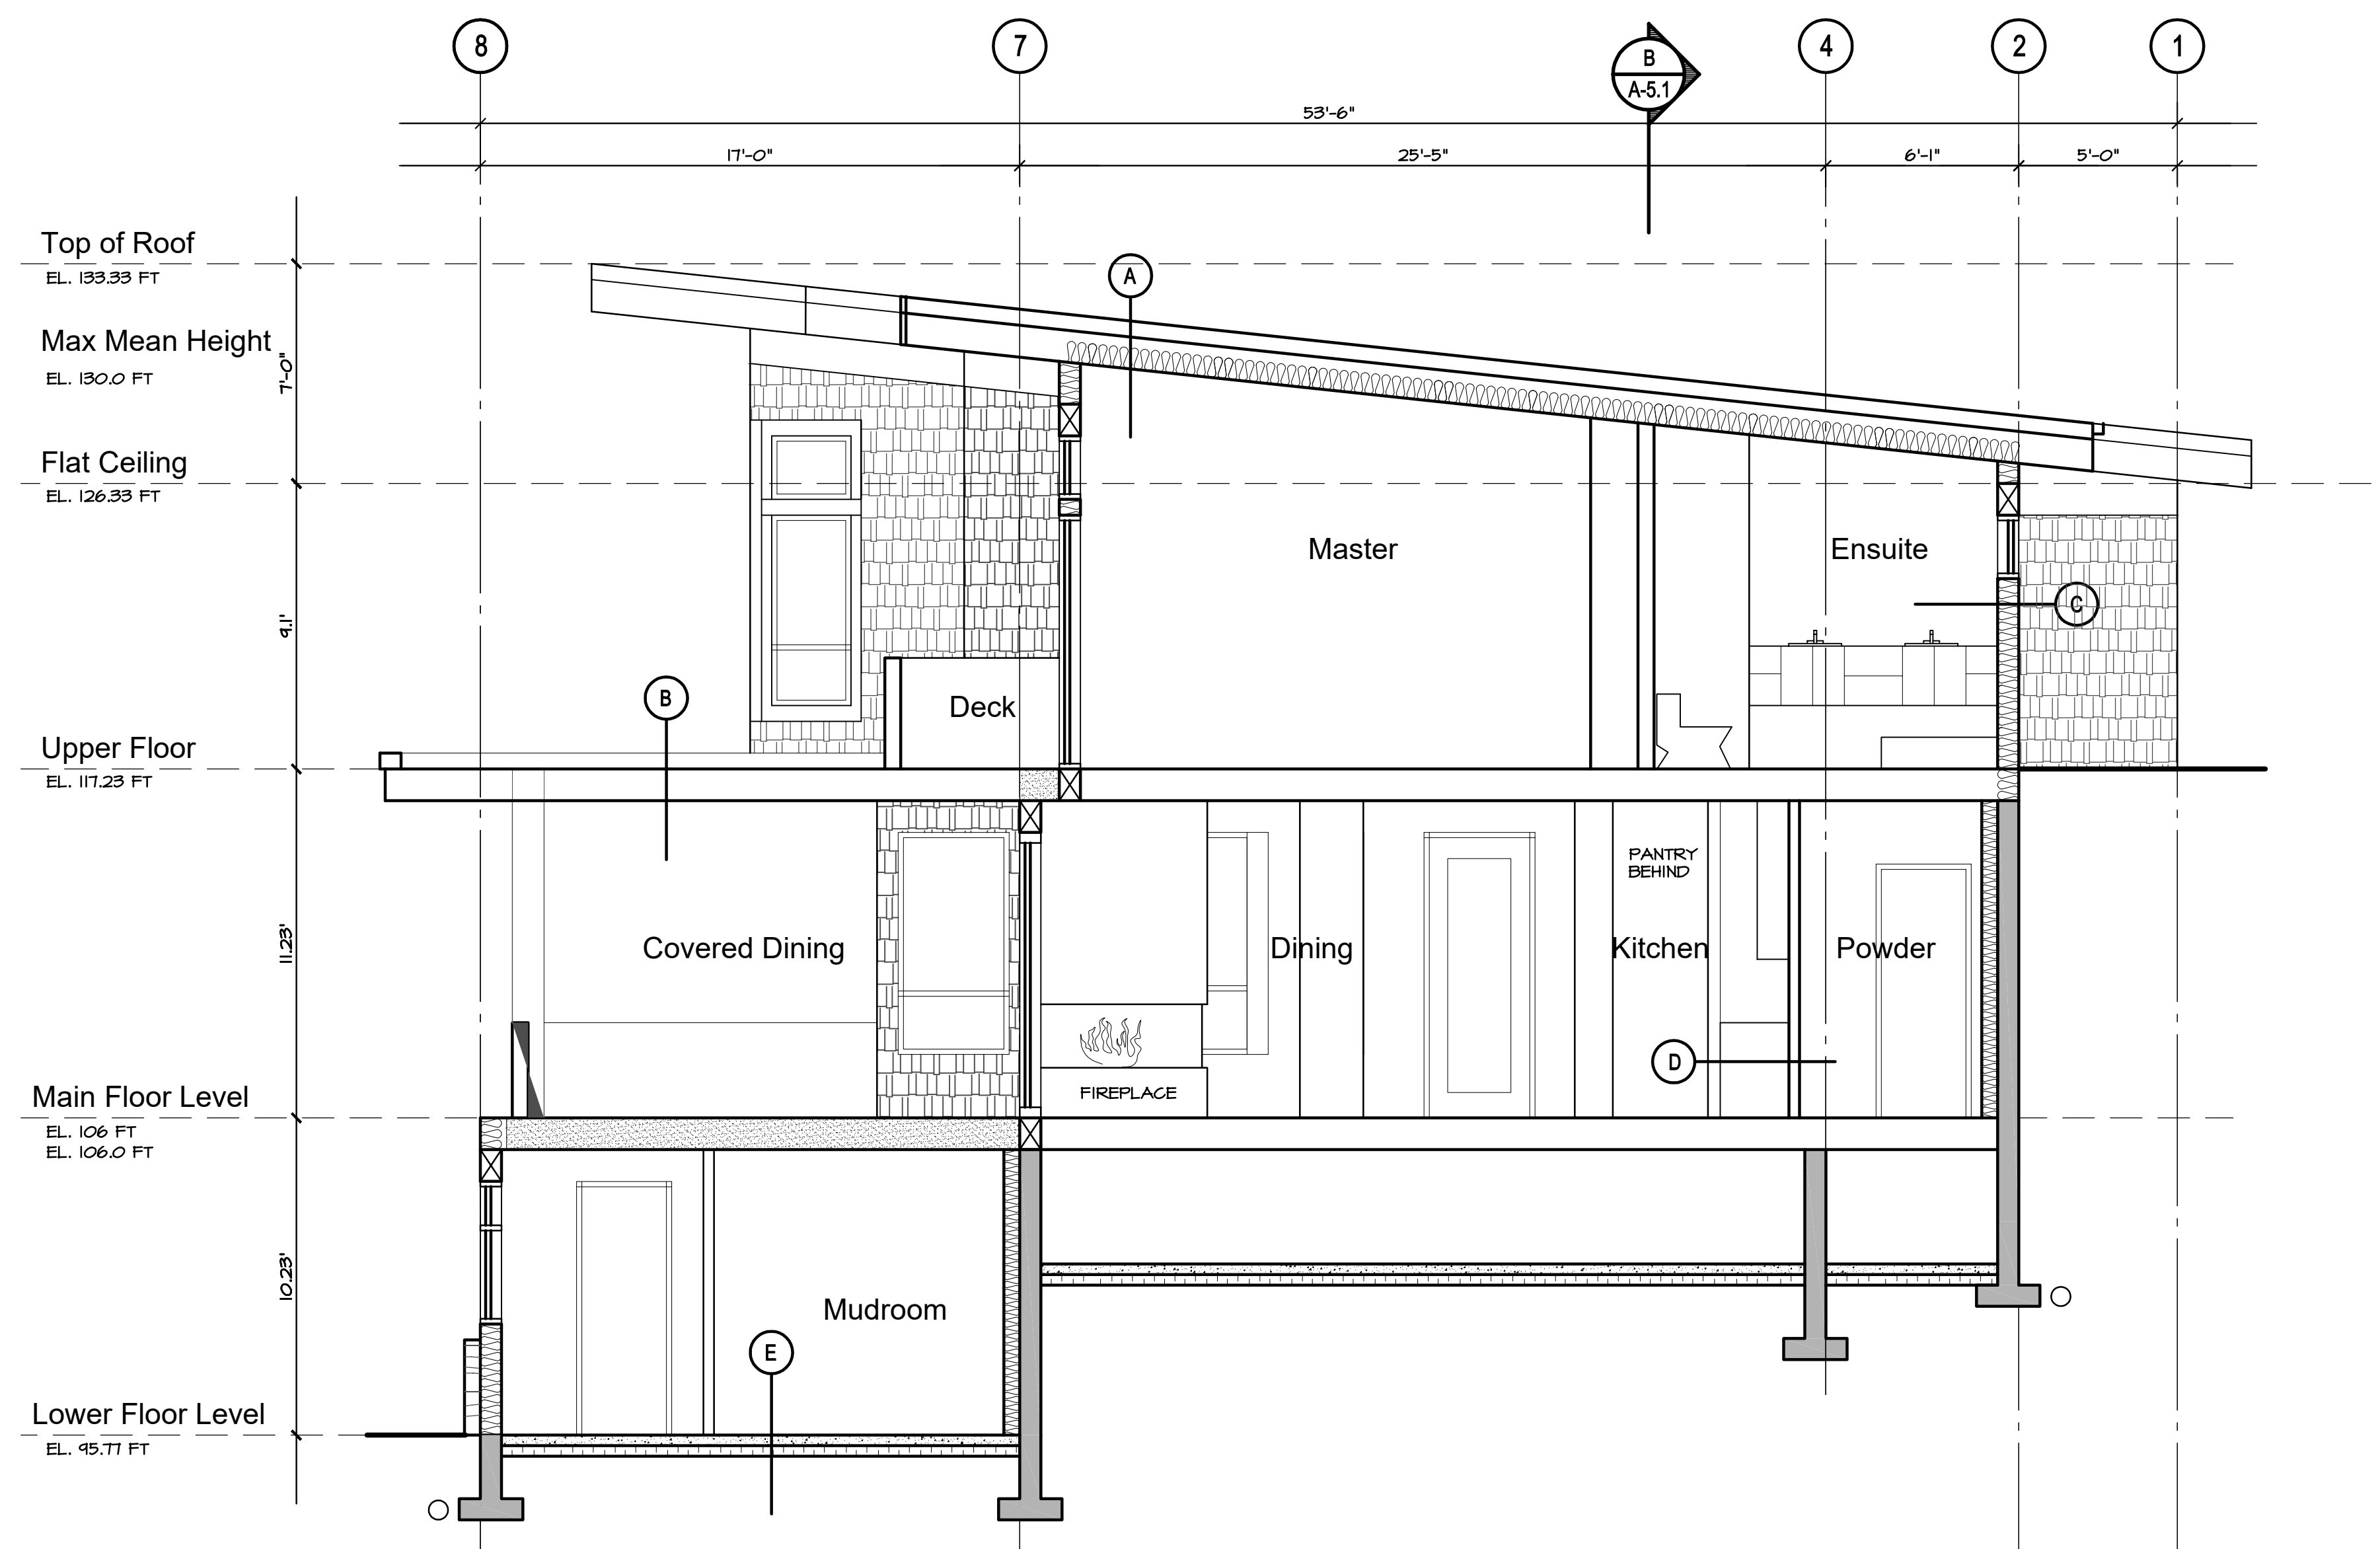 8
7
B
A-5.1
4
2
1
53'-6"
17'-0"
25'-5"
6'-1"
5'-0"
Top of Roof
EL. 133.33 FT
A
Max Mean Height
7'-0"
EL. 130.0 FT
Flat Ceiling
EL. 126.33 FT
Master
Ensuite
9.1'
C
B
Deck
Upper Floor
EL. 117.23 FT
PANTRY
BEHIND
11.23'
Covered Dining
Dining
Kitchen
Powder
D
FIREPLACE
Main Floor Level
EL. 106 FT
EL. 106.0 FT
10.23'
Mudroom
E
Lower Floor Level
EL. 95.77 FT